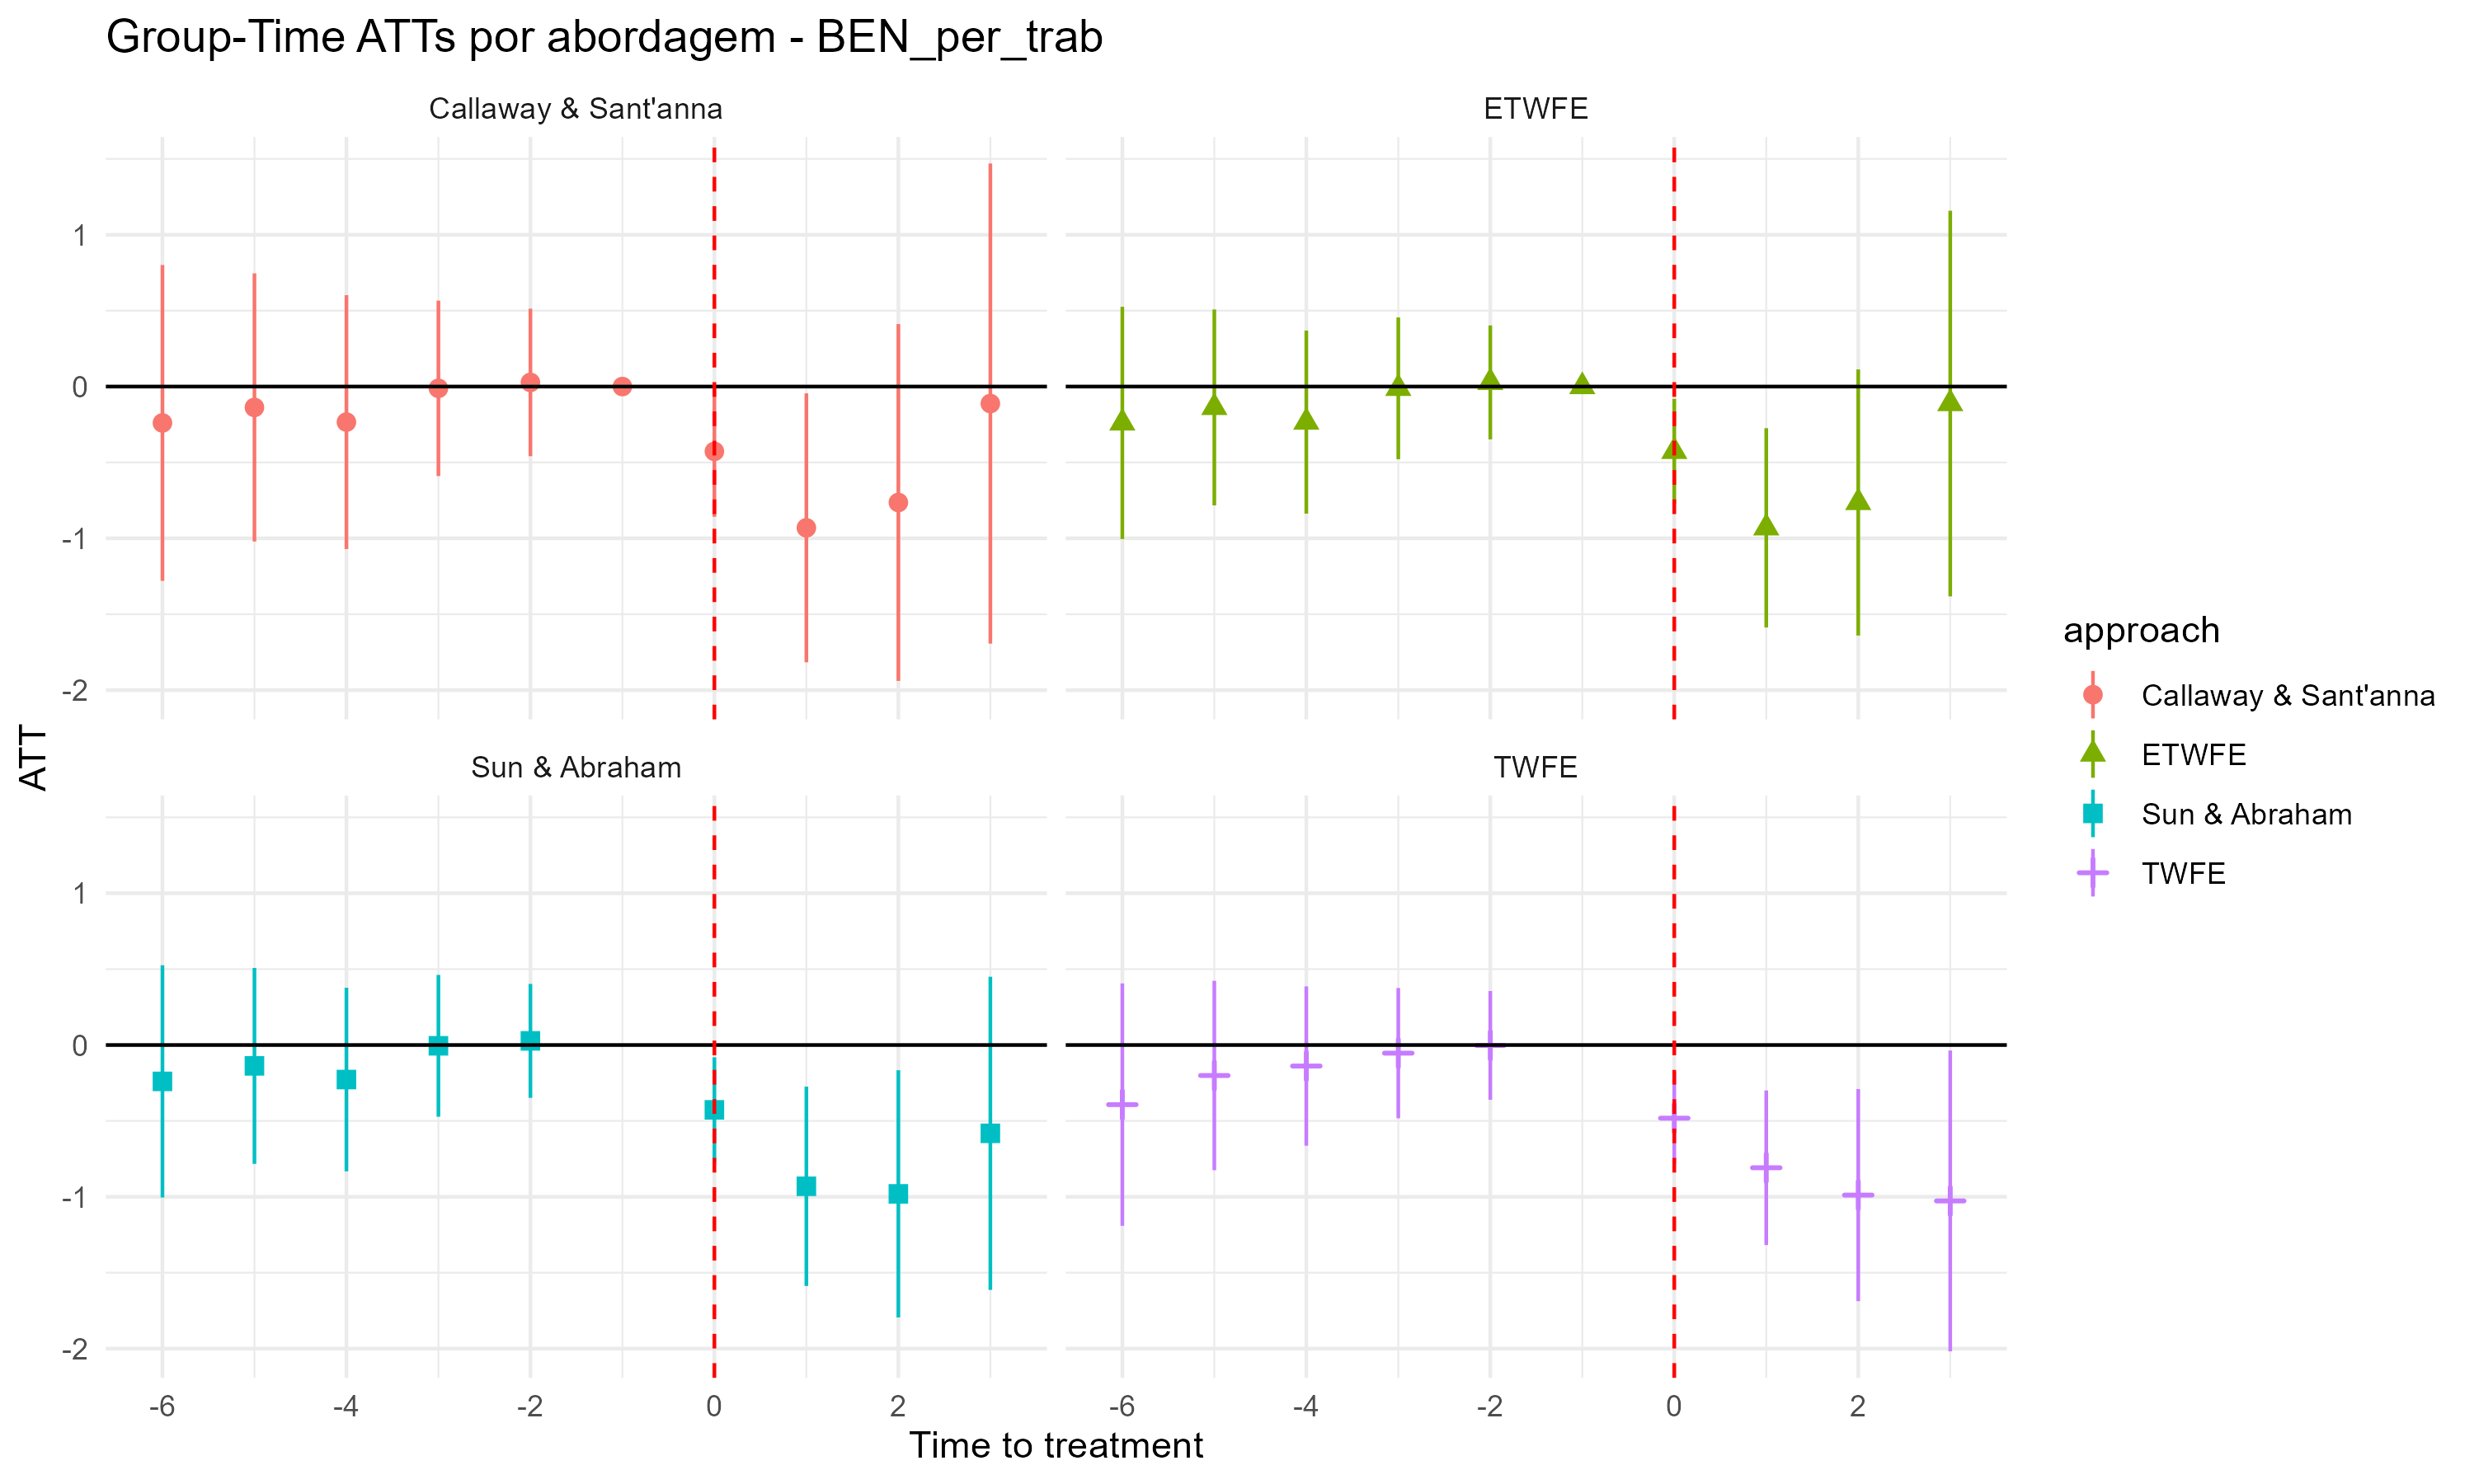 Group-Time ATTs por abordagem - BEN_per_trab
Callaway & Sant'anna
ETWFE
1
0
-1
-2
Sun & Abraham
TWFE
1
0
-1
-2
-6
-4
-2
0
2
-6
-4
-2
0
2
Time to treatment
ATT
approach
Callaway & Sant'anna
ETWFE
Sun & Abraham
TWFE